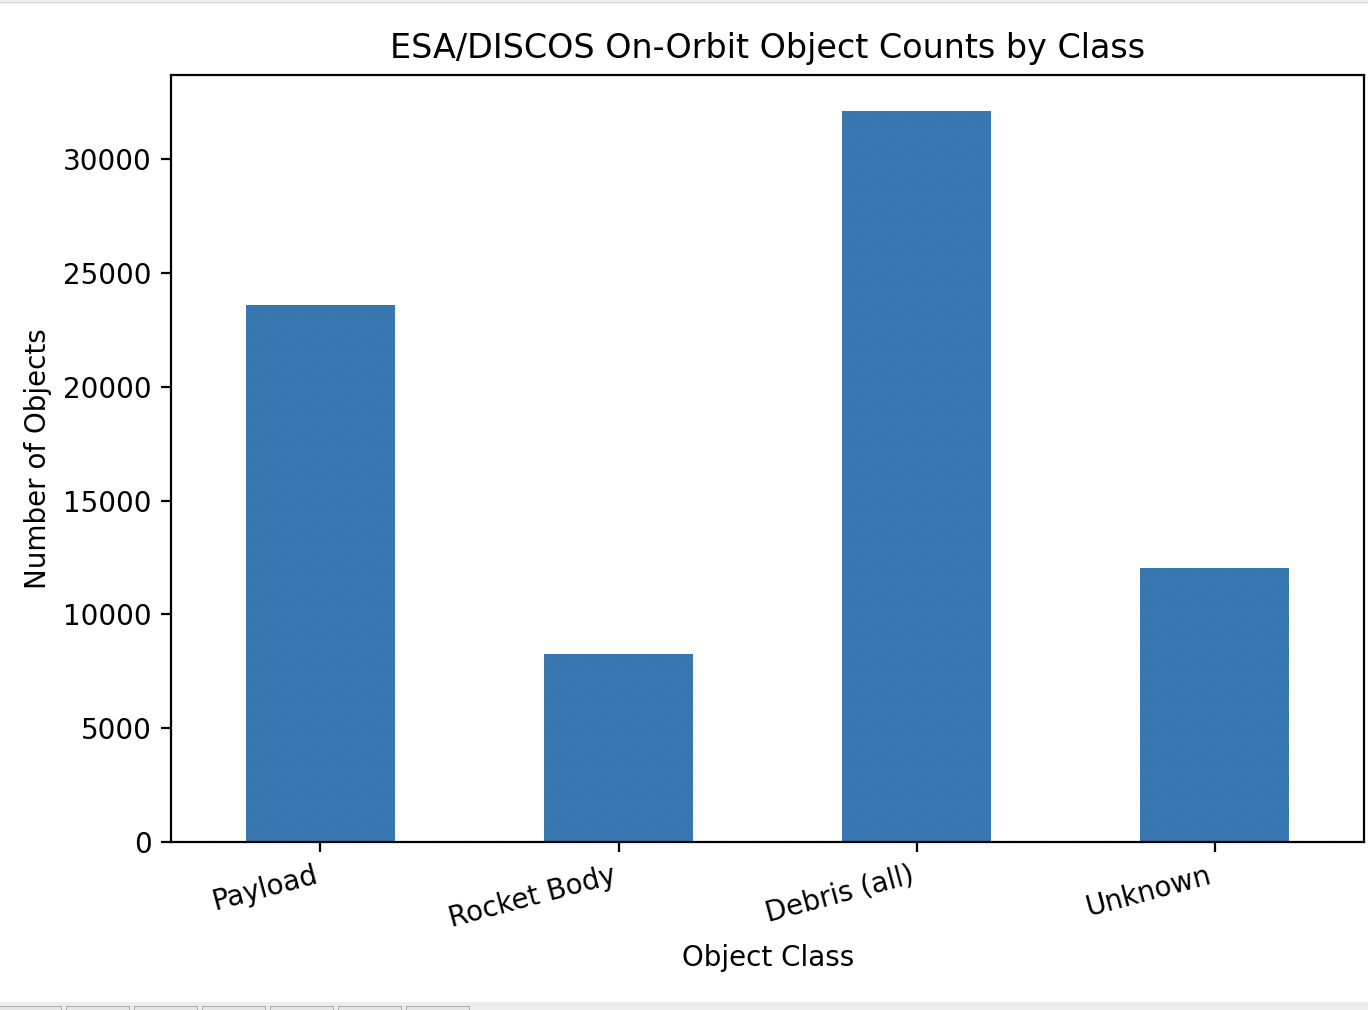 ESA/DISCOS On-Orbit Object Counts by Class
30000
25000
20000
15000
10000
5000
0
Number of Objects
Payload
Rocket Body
Debris (all)
Unknown
Object Class